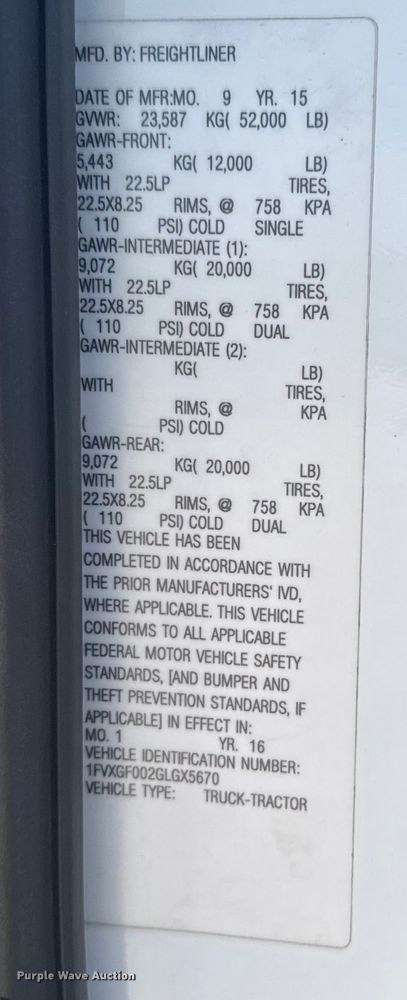 MFD. BY: FREIGHTLINER
DATE OF MFR:MO. 9 YR. 15
GVWR: 23,587 KG( 52,000 LB)
GAWR-FRONT:
5,443 KG( 12,000 LB)
WITH 22.5LP TIRES,
22.5X8.25 RIMS, @ 758 KPA
( 110 PSI) COLD SINGLE
GAWR-INTERMEDIATE (1):
9,072 KG( 20,000 LB)
WITH 22.5LP TIRES,
22.5X8.25 RIMS, @ 758 KPA
( 110 PSI) COLD DUAL
GAWR-INTERMEDIATE (2):
KG( LB)
WITH TIRES,
RIMS, @ KPA
( PSI) COLD
GAWR-REAR:
9,072 KG( 20,000 LB)
WITH 22.5LP TIRES,
22.5X8.25 RIMS, @ 758 KPA
( 110 PSI) COLD DUAL
THIS VEHICLE HAS BEEN
COMPLETED IN ACCORDANCE WITH
THE PRIOR MANUFACTURERS' IVD,
WHERE APPLICABLE. THIS VEHICLE
CONFORMS TO ALL APPLICABLE
FEDERAL MOTOR VEHICLE SAFETY
STANDARDS, [AND BUMPER AND
THEFT PREVENTION STANDARDS, IF
APPLICABLE] IN EFFECT IN:
MO. 1 YR. 16
VEHICLE IDENTIFICATION NUMBER:
1FVXGF002GLGX5670
VEHICLE TYPE: TRUCK-TRACTOR
Purple Wave Auction